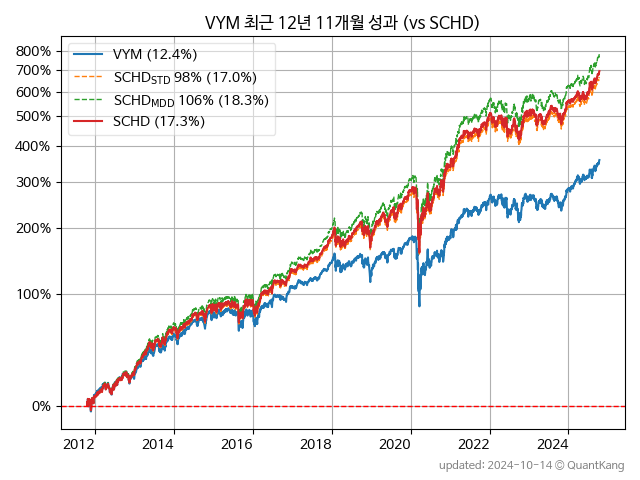 VYM 최근 12년 11개월 성과 (vs SCHD)
VYM (12.4%)
SCHD_STD 98% (17.0%)
SCHD_MDD 106% (18.3%)
SCHD (17.3%)
800%
700%
600%
500%
400%
300%
200%
100%
0%
2012 2014 2016 2018 2020 2022 2024
updated: 2024-10-14 © QuantKang